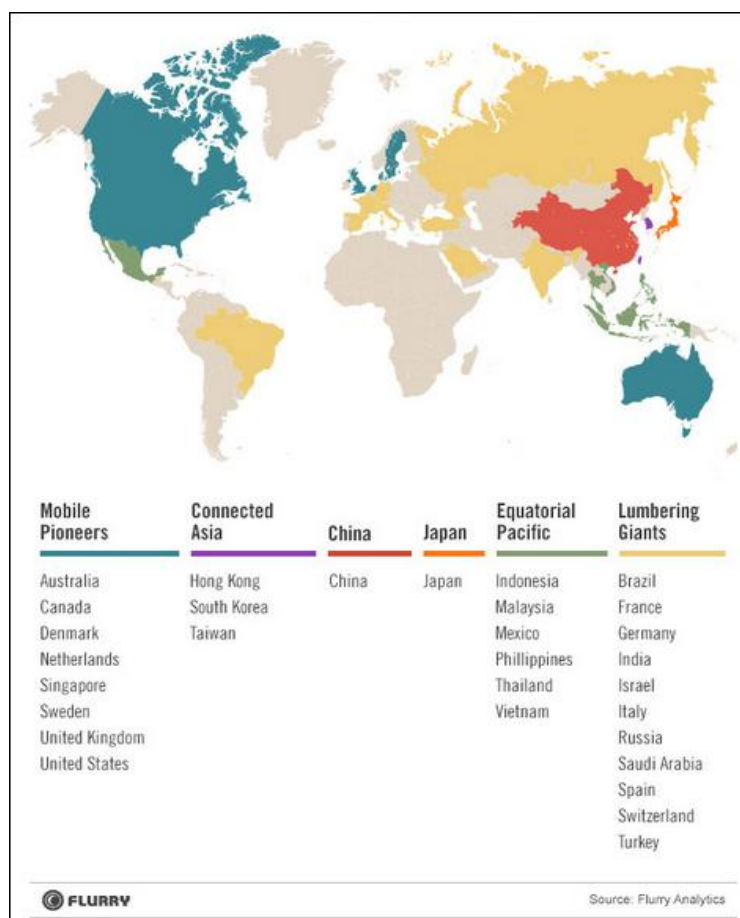 Mobile
Pioneers
Australia
Canada
Denmark
Netherlands
Singapore
Sweden
United Kingdom
United States
Connected
Asia
Hong Kong
South Korea
Taiwan
China
China
Japan
Japan
Equatorial
Pacific
Indonesia
Malaysia
Mexico
Phillippines
Thailand
Vietnam
Lumbering
Giants
Brazil
France
Germany
India
Israel
Italy
Russia
Saudi Arabia
Spain
Switzerland
Turkey
FLURRY
Source: Flurry Analytics